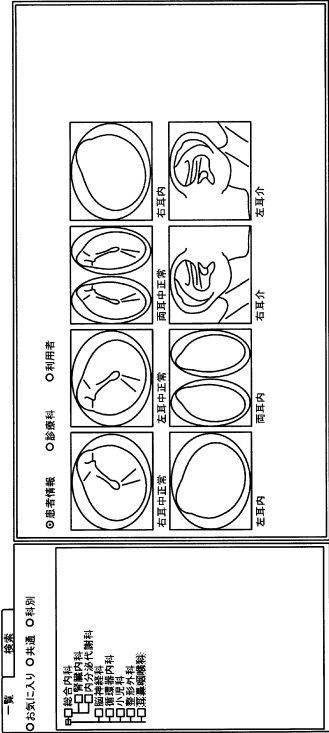 一覧 検索
○お気に入り ○共通 ○科別
総合内科
腎臓内科
内分泌代謝科
脳神経科
循環器内科
小児科
整形外科
耳鼻咽喉科
◉患者情報 ○診療科 ○利用者
右耳中正常 左耳中正常 両耳中正常 右耳内
左耳内 両耳内 右耳介 左耳介